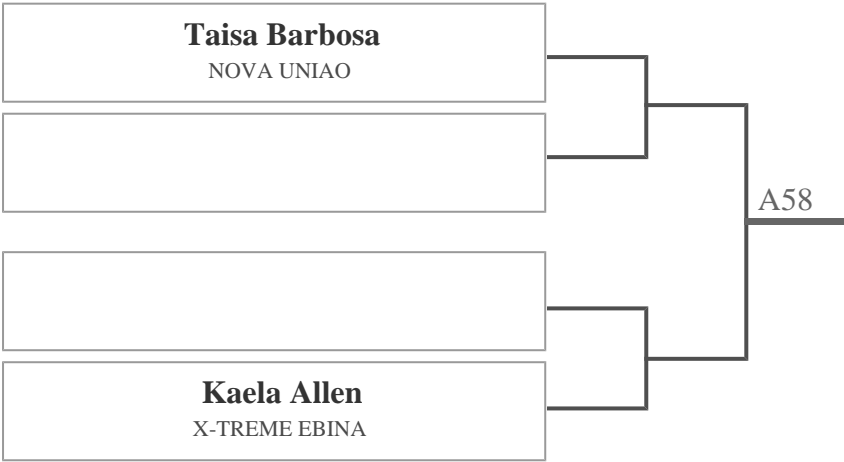 Taisa Barbosa
NOVA UNIAO
A58
Kaela Allen
X-TREME EBINA